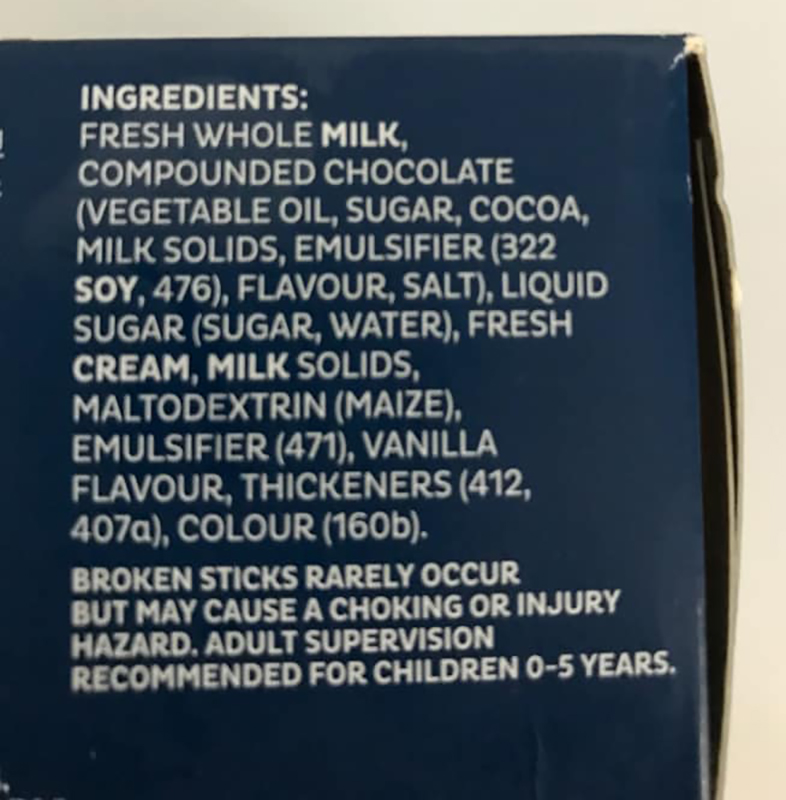 INGREDIENTS:
FRESH WHOLE MILK,
COMPOUNDED CHOCOLATE
(VEGETABLE OIL, SUGAR, COCOA,
MILK SOLIDS, EMULSIFIER (322
SOY, 476), FLAVOUR, SALT), LIQUID
SUGAR (SUGAR, WATER), FRESH
CREAM, MILK SOLIDS,
MALTODEXTRIN (MAIZE),
EMULSIFIER (471), VANILLA
FLAVOUR, THICKENERS (412,
407a), COLOUR (160b).
BROKEN STICKS RARELY OCCUR
BUT MAY CAUSE A CHOKING OR INJURY
HAZARD. ADULT SUPERVISION
RECOMMENDED FOR CHILDREN 0-5 YEARS.